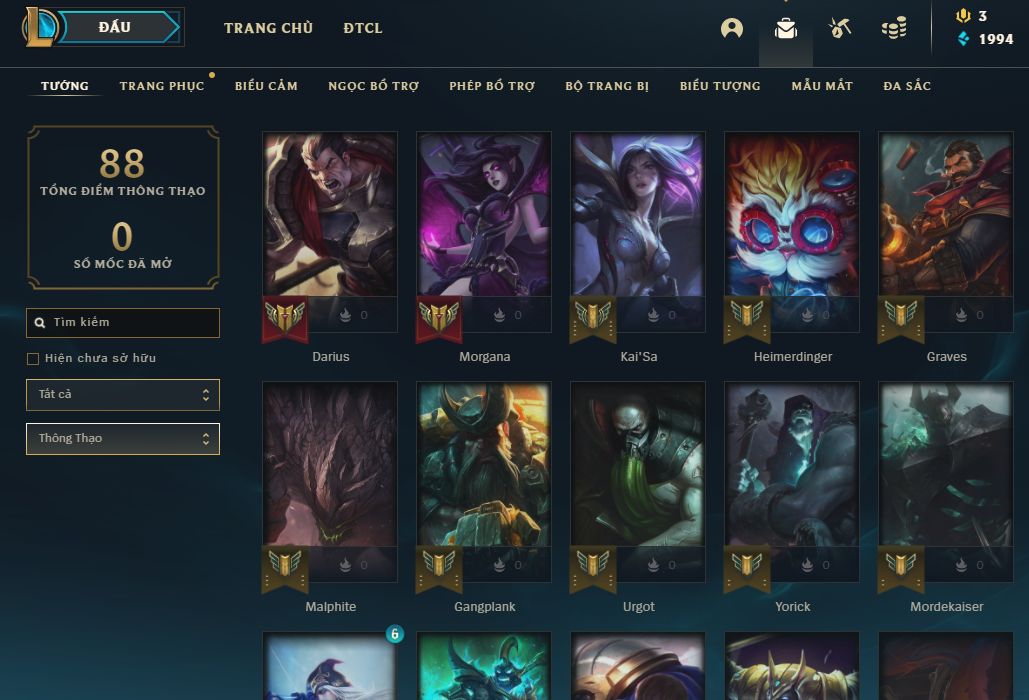 ĐẤU
TRANG CHỦ
ĐTCL
3
1994
TƯỚNG
TRANG PHỤC
BIỂU CẢM
NGỌC BỔ TRỢ
PHÉP BỔ TRỢ
BỘ TRANG BỊ
BIỂU TƯỢNG
MẪU MẮT
ĐA SẮC
88
TỔNG ĐIỂM THÔNG THẠO
0
SỐ MỐC ĐÃ MỞ
Tìm kiếm
Hiện chưa sở hữu
Tất cả
Thông Thạo
0
0
0
0
0
Darius
Morgana
Kai'Sa
Heimerdinger
Graves
0
0
0
0
0
Malphite
Gangplank
Urgot
Yorick
Mordekaiser
6